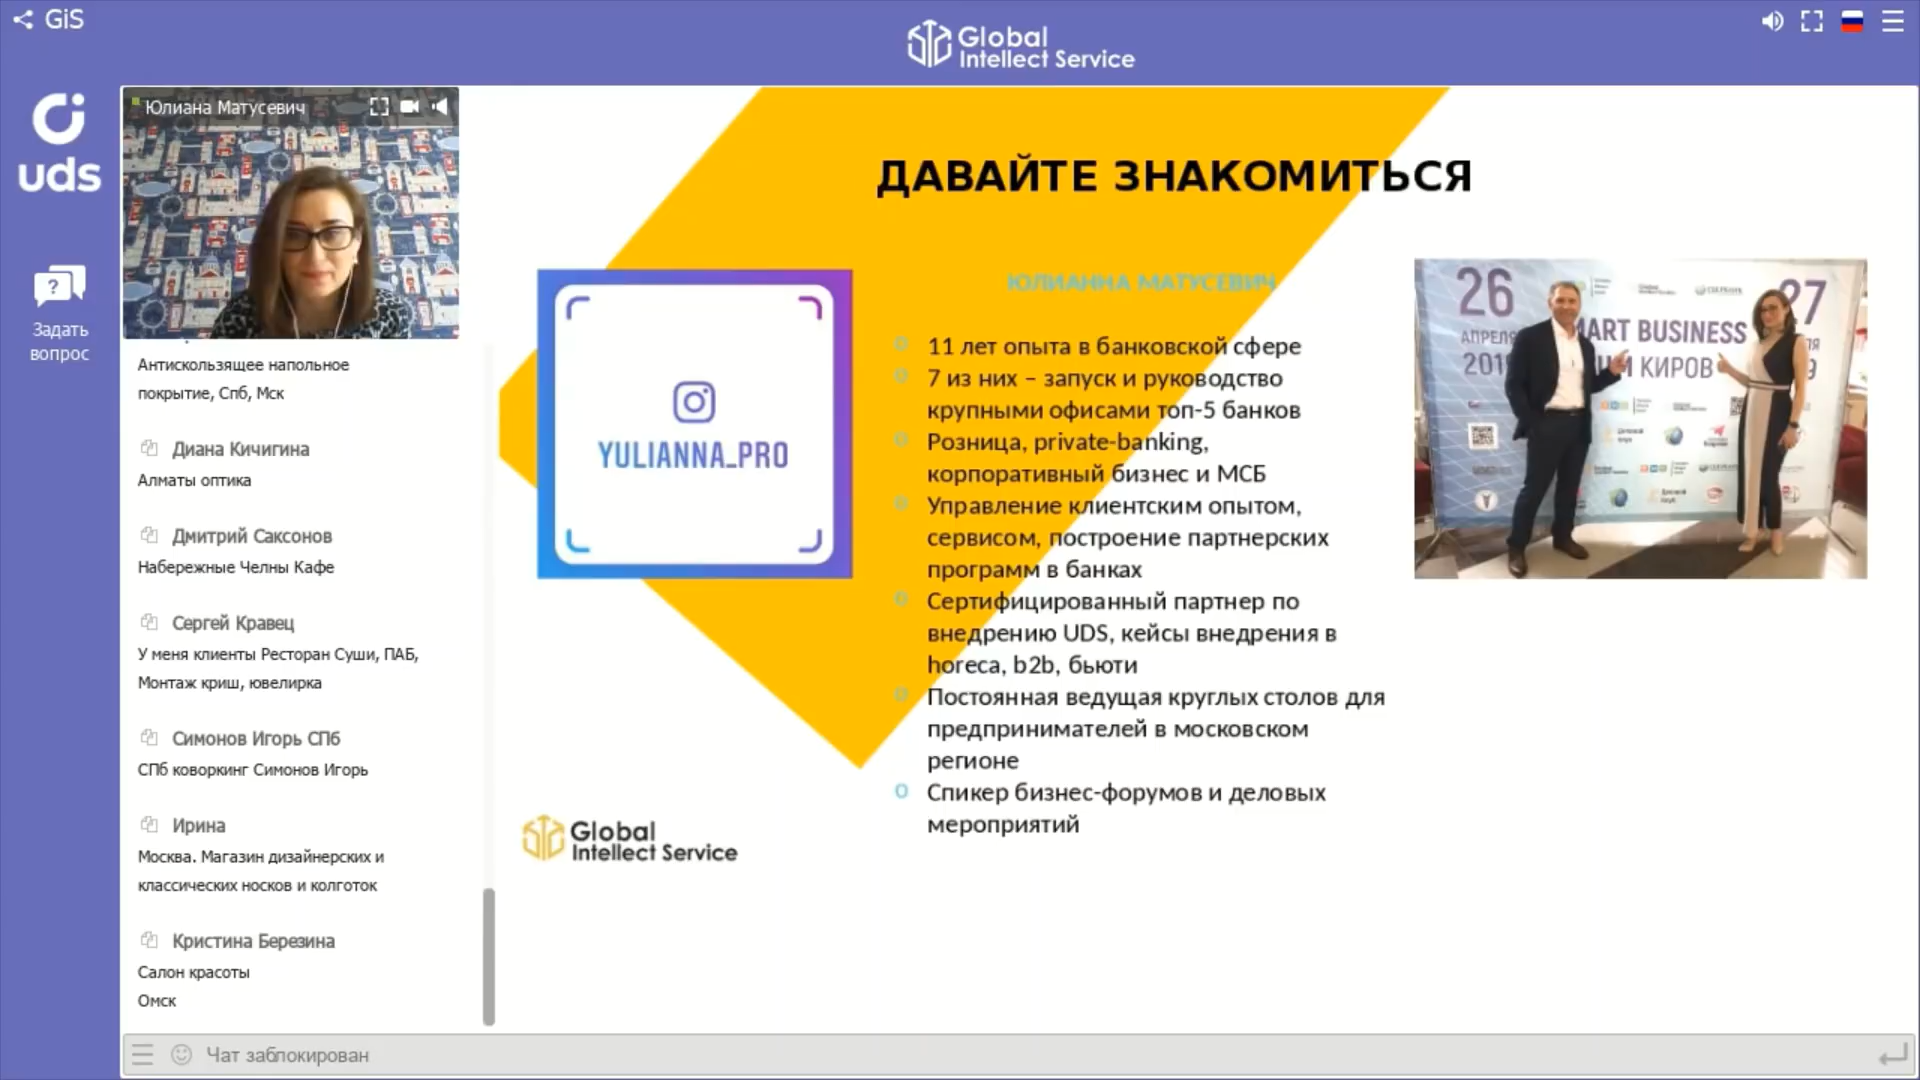 GiS
Global
Intellect Service
uds
Задать
вопрос
Юлиана Матусевич
Антискользящее напольное
покрытие, Спб, Мск
Диана Кичигина
Алматы оптика
Дмитрий Саксонов
Набережные Челны Кафе
Сергей Кравец
У меня клиенты Ресторан Суши, ПАБ,
Монтаж криш, ювелирка
Симонов Игорь СПб
СПб коворкинг Симонов Игорь
Ирина
Москва. Магазин дизайнерских и
классических носков и колготок
Кристина Березина
Салон красоты
Омск
Чат заблокирован
ДАВАЙТЕ ЗНАКОМИТЬСЯ
YULIANNA_PRO
ЮЛИАННА МАТУСЕВИЧ
11 лет опыта в банковской сфере
7 из них – запуск и руководство
крупными офисами топ-5 банков
Розница, private-banking,
корпоративный бизнес и МСБ
Управление клиентским опытом,
сервисом, построение партнерских
программ в банках
Сертифицированный партнер по
внедрению UDS, кейсы внедрения в
horeca, b2b, бьюти
Постоянная ведущая круглых столов для
предпринимателей в московском
регионе
Спикер бизнес-форумов и деловых
мероприятий
Global
Intellect Service
26
27
АПРЕЛЯ
MART BUSINESS
201
КИРОВ
9